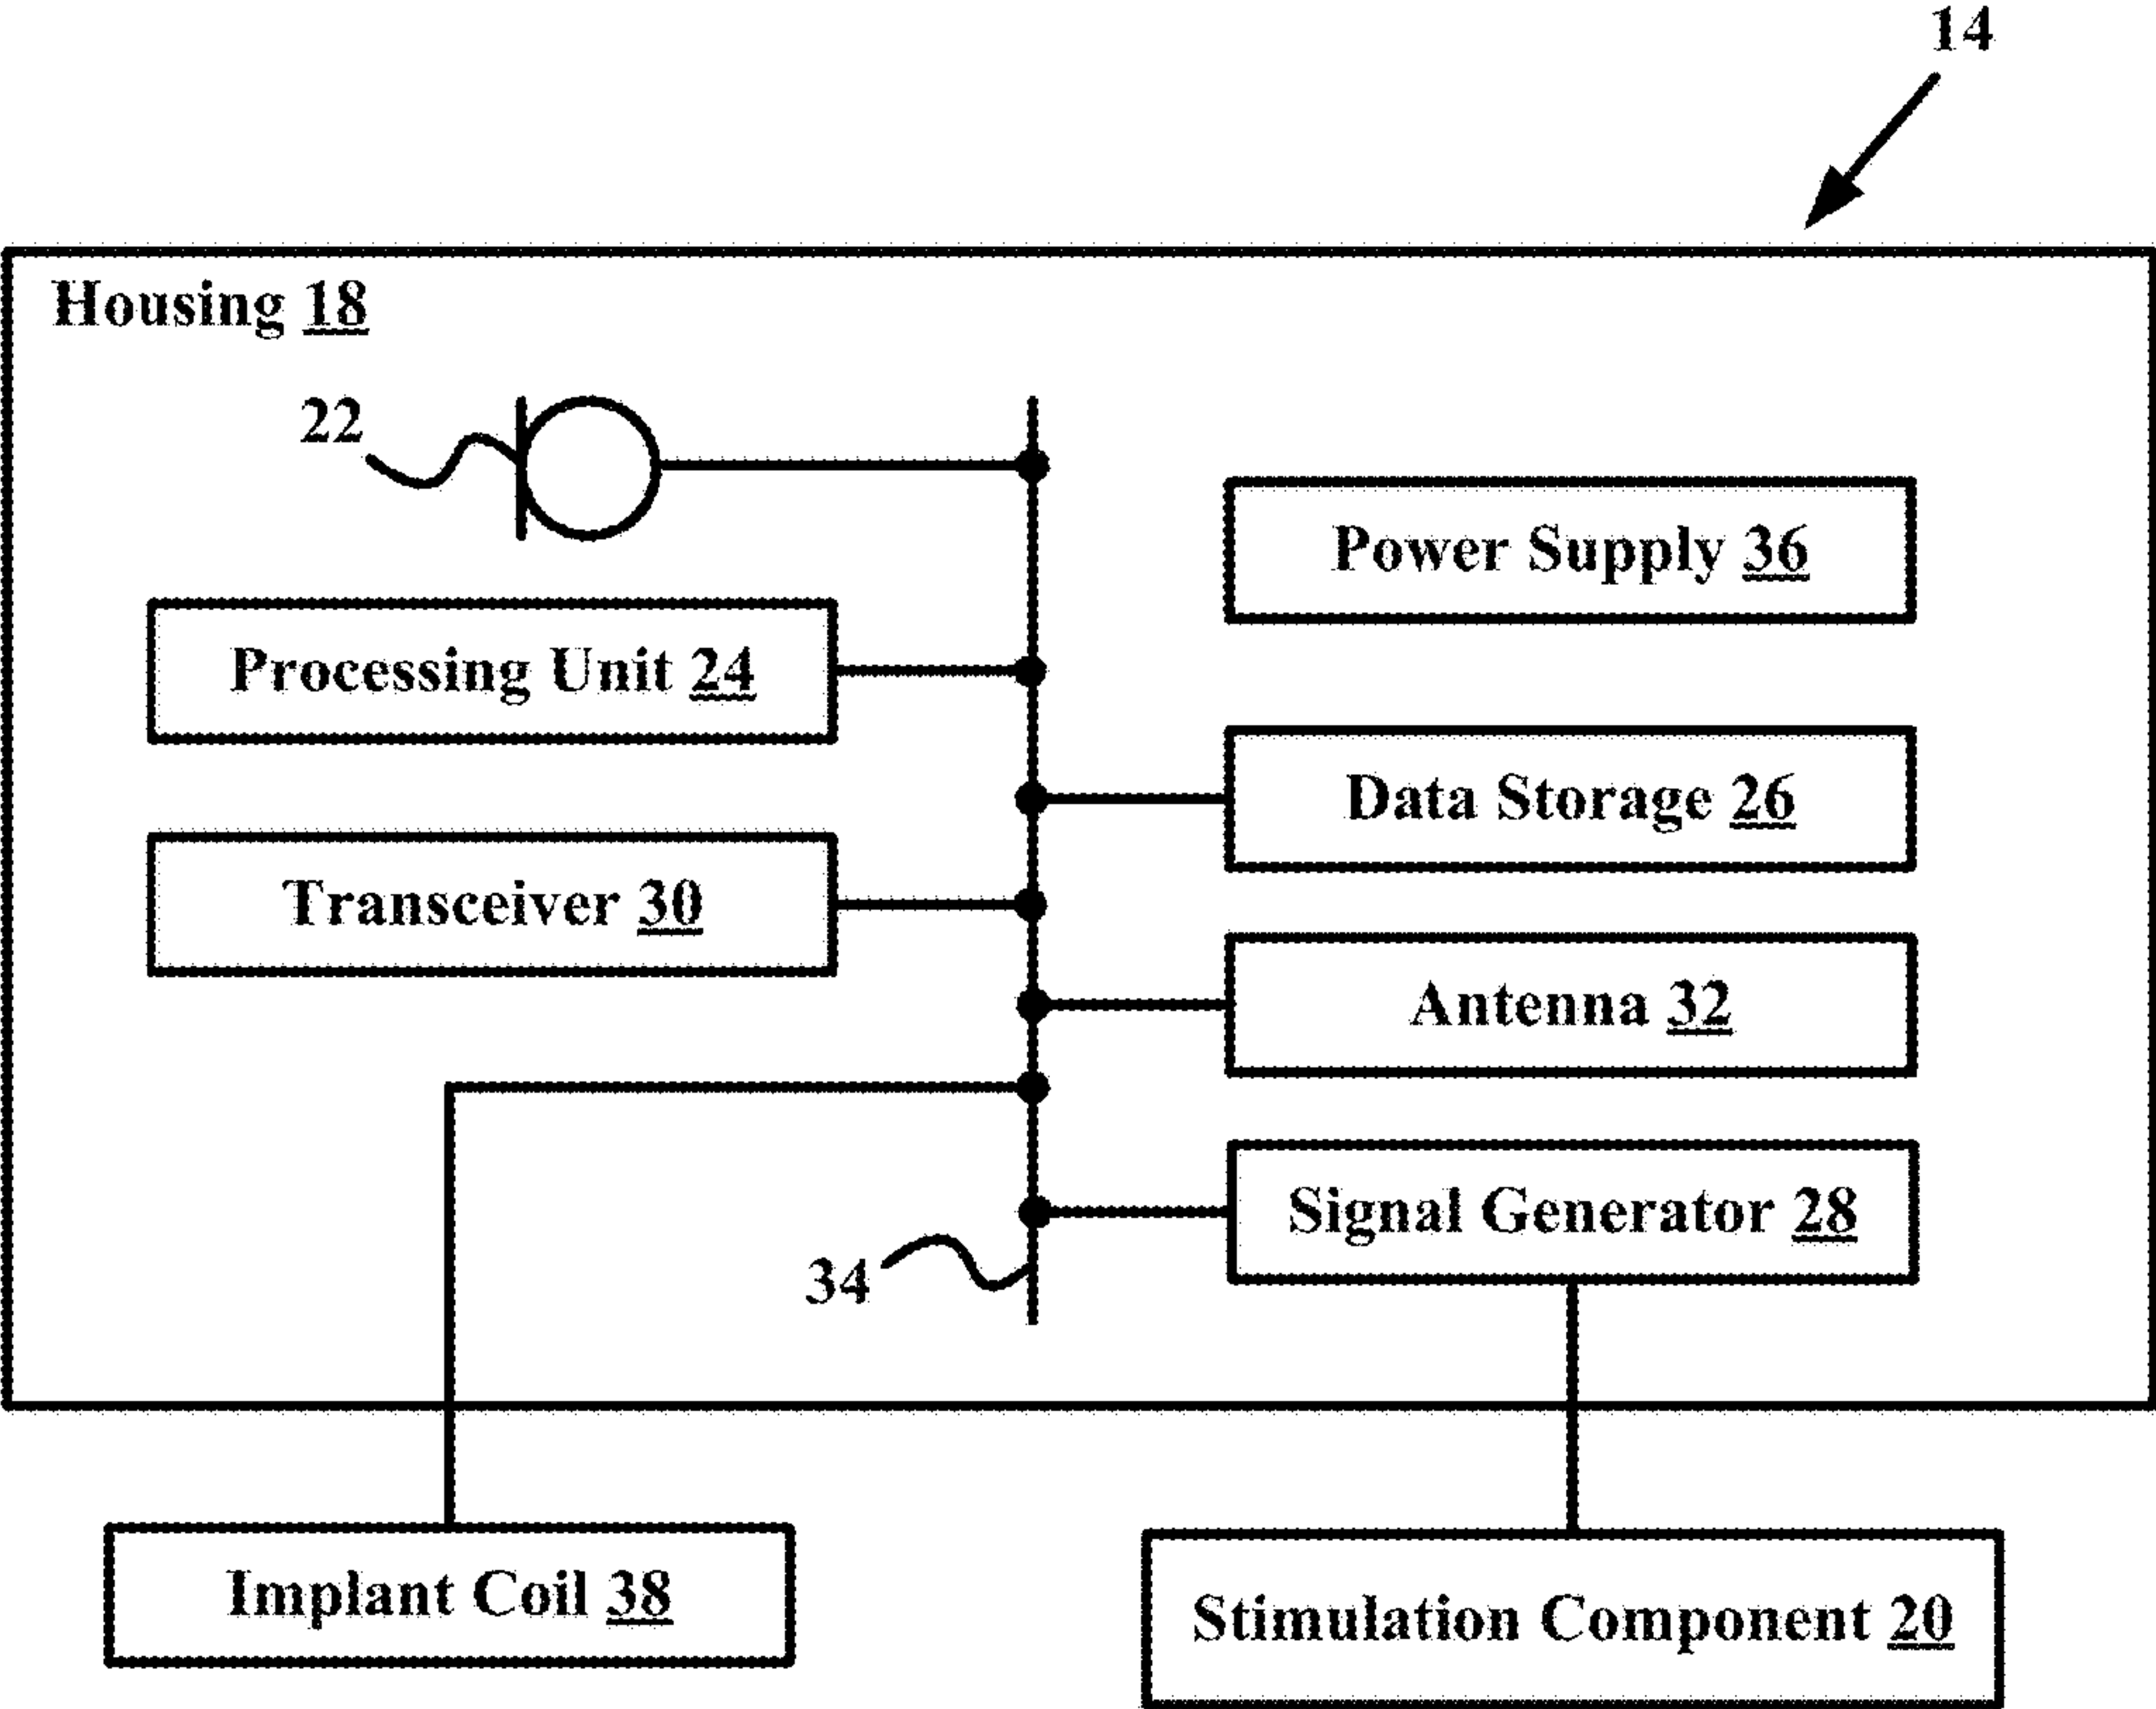 14
Housing 18
22
Power Supply 36
Processing Unit 24
Data Storage 26
Transceiver 30
Antenna 32
Signal Generator 28
34
Implant Coil 38
Stimulation Component 20